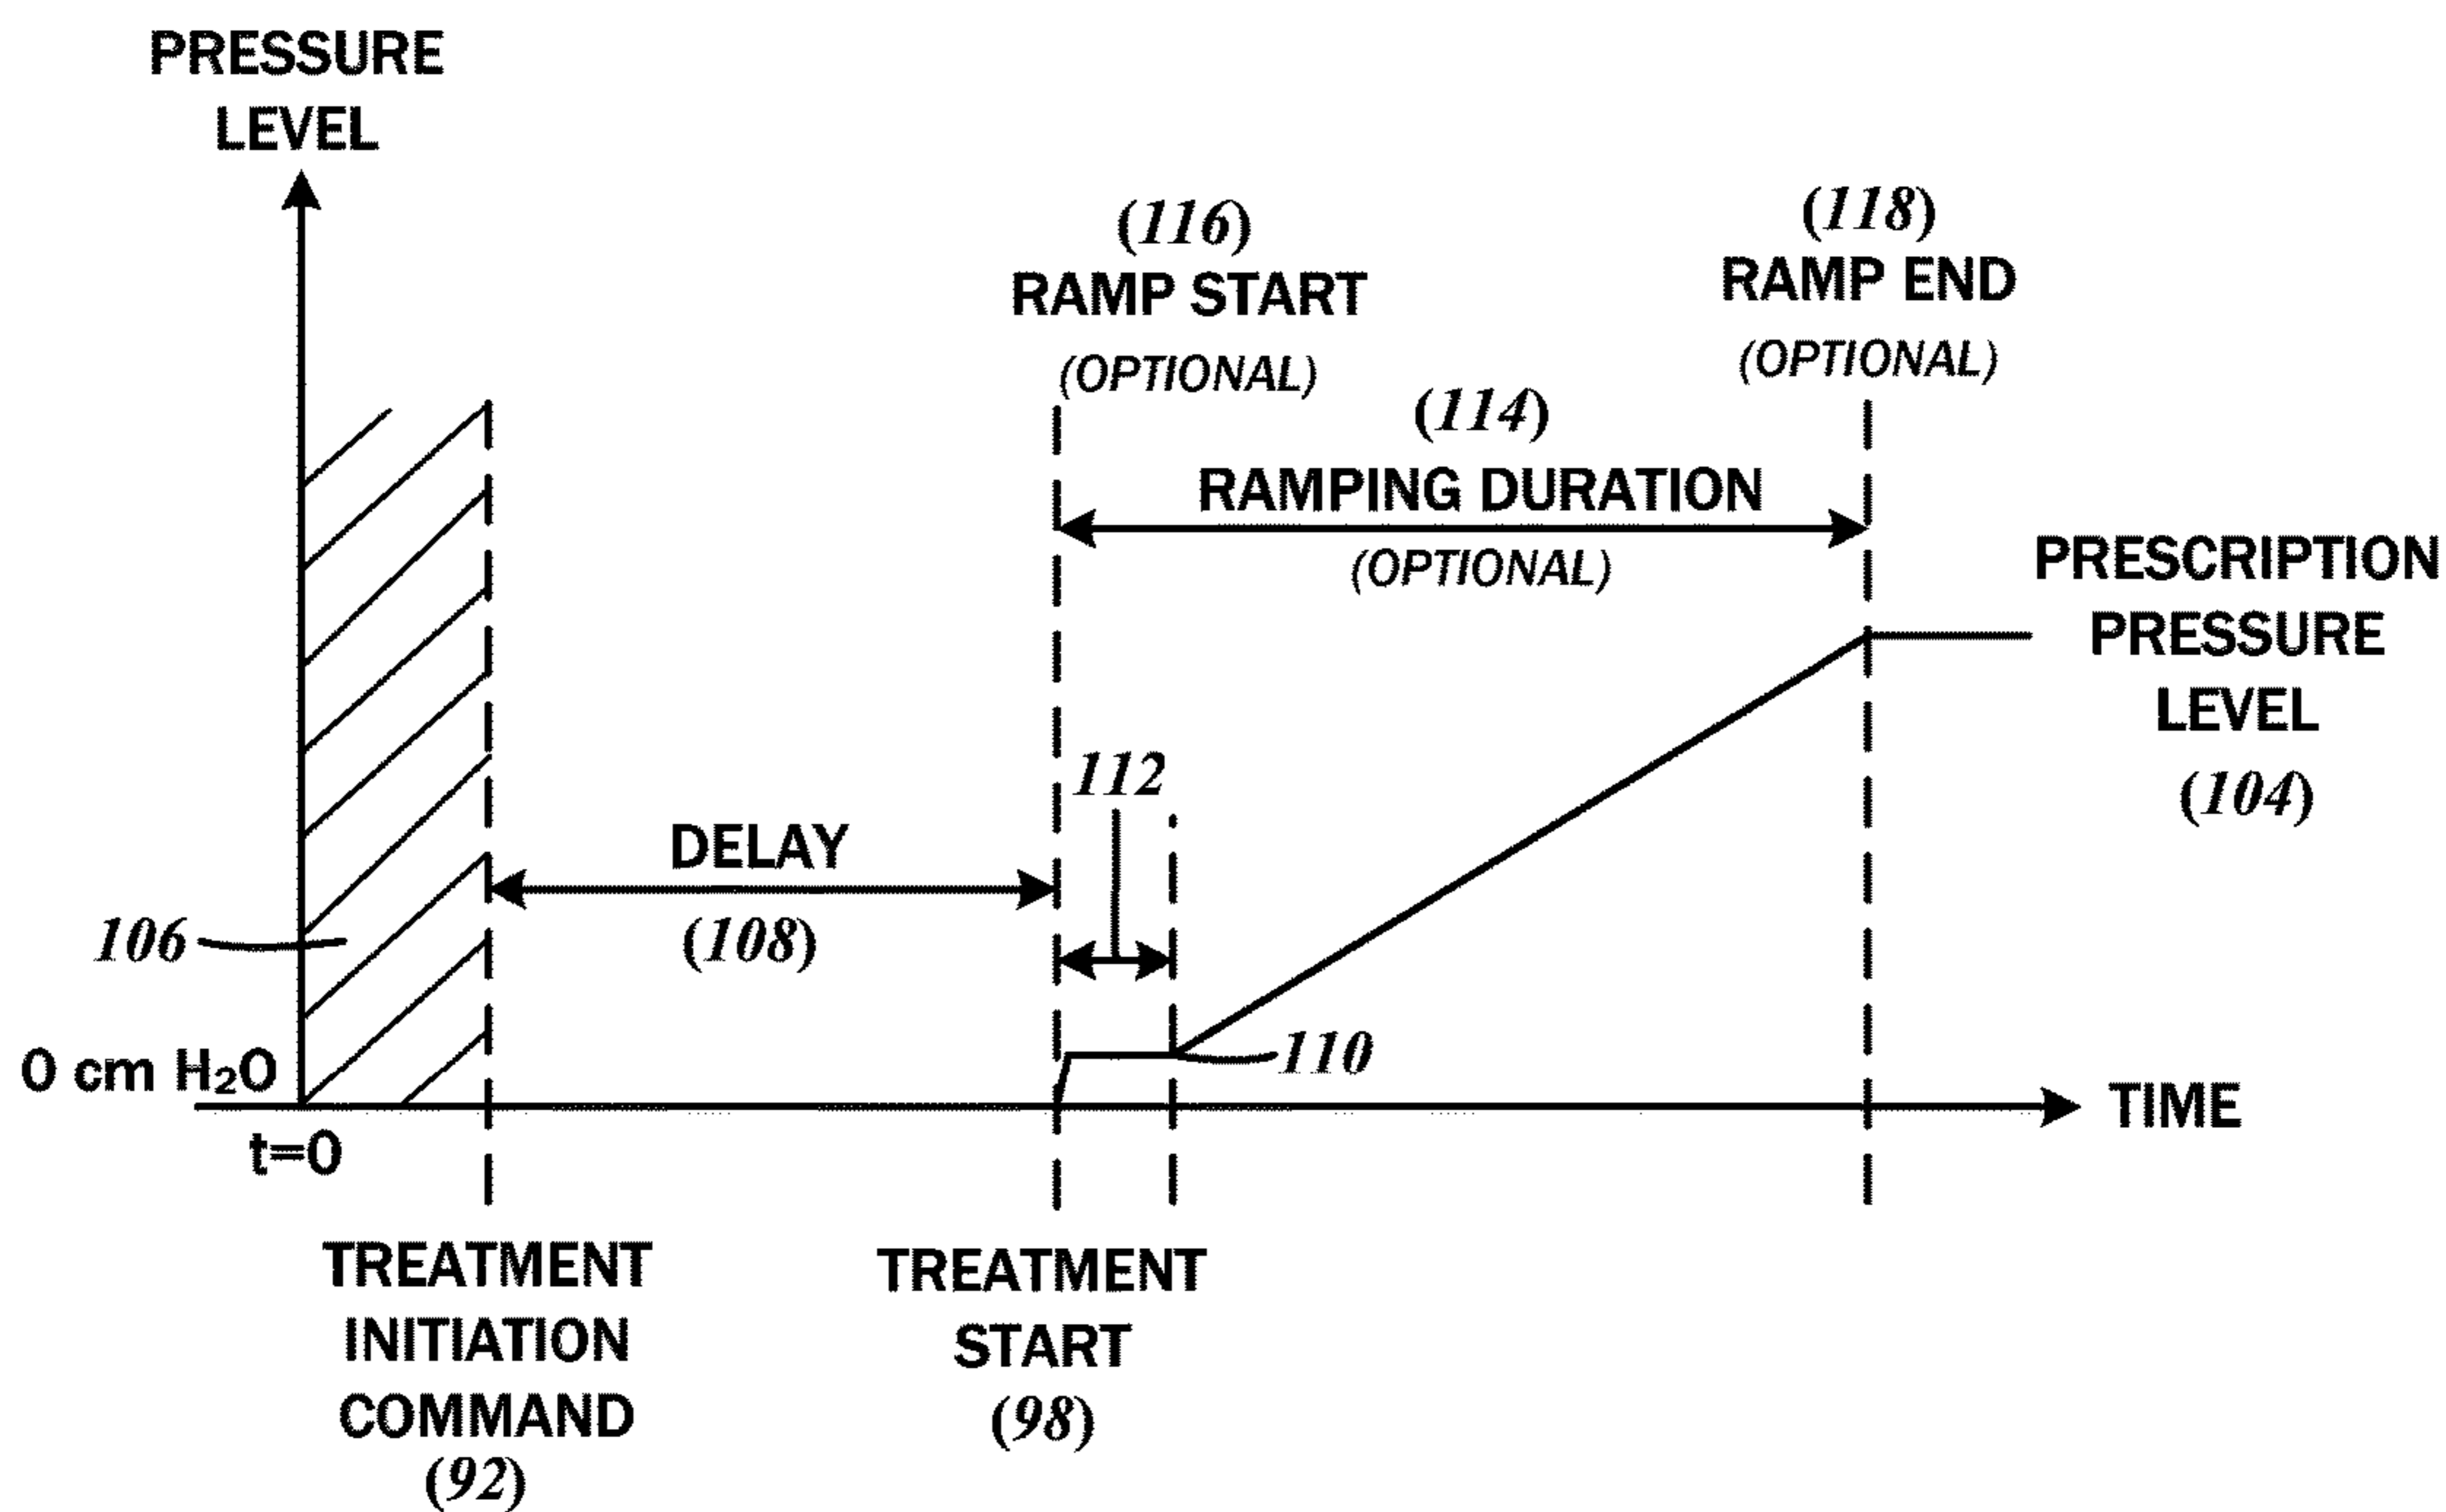 PRESSURE
LEVEL
(116)
RAMP START
(OPTIONAL)
(118)
RAMP END
(OPTIONAL)
(114)
RAMPING DURATION
(OPTIONAL)
PRESCRIPTION
PRESSURE
LEVEL
(104)
112
DELAY
(108)
106
110
0 cm H₂O
t=0
TIME
TREATMENT
INITIATION
COMMAND
(92)
TREATMENT
START
(98)